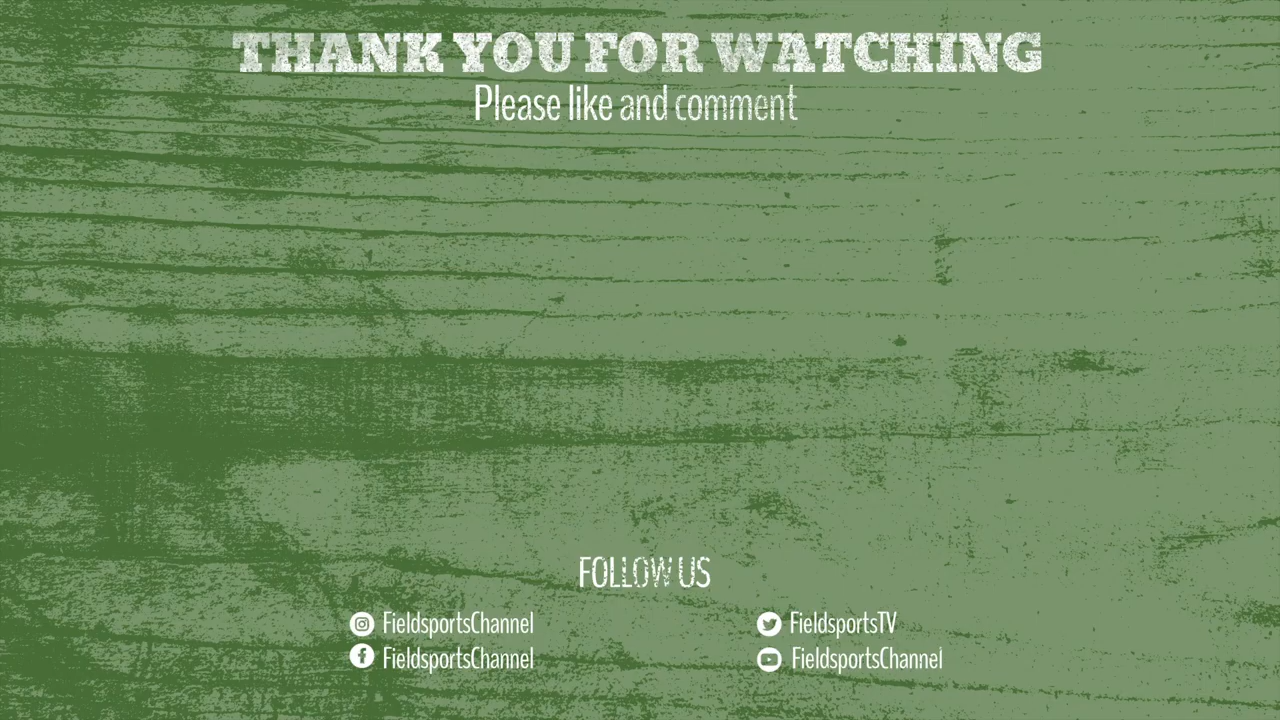 THANK YOU FOR WATCHING
Please like and comment
FOLLOW US
FieldsportsChannel
FieldsportsTV
FieldsportsChannel
FieldsportsChannel